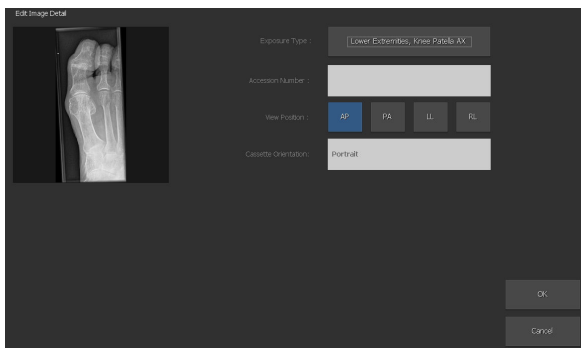 Edit Image Detail
Exposure Type :
Lower Extremities, Knee Patella AX
Accession Number :
View Position :
AP
PA
LL
RL
Cassette Orientation:
Portrait
OK
Cancel